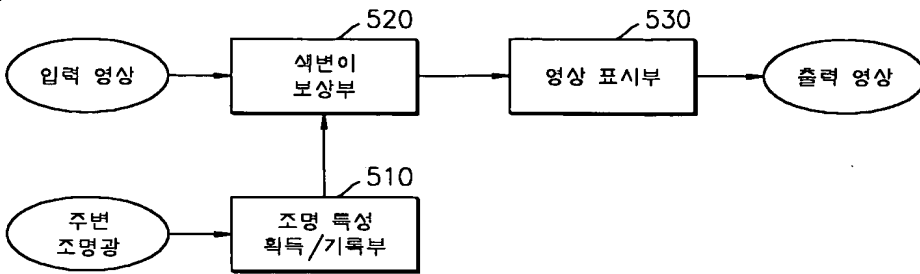 520
530
입력 영상
색변이
보상부
영상 표시부
출력 영상
510
주변
조명광
조명 특성
획득/기록부